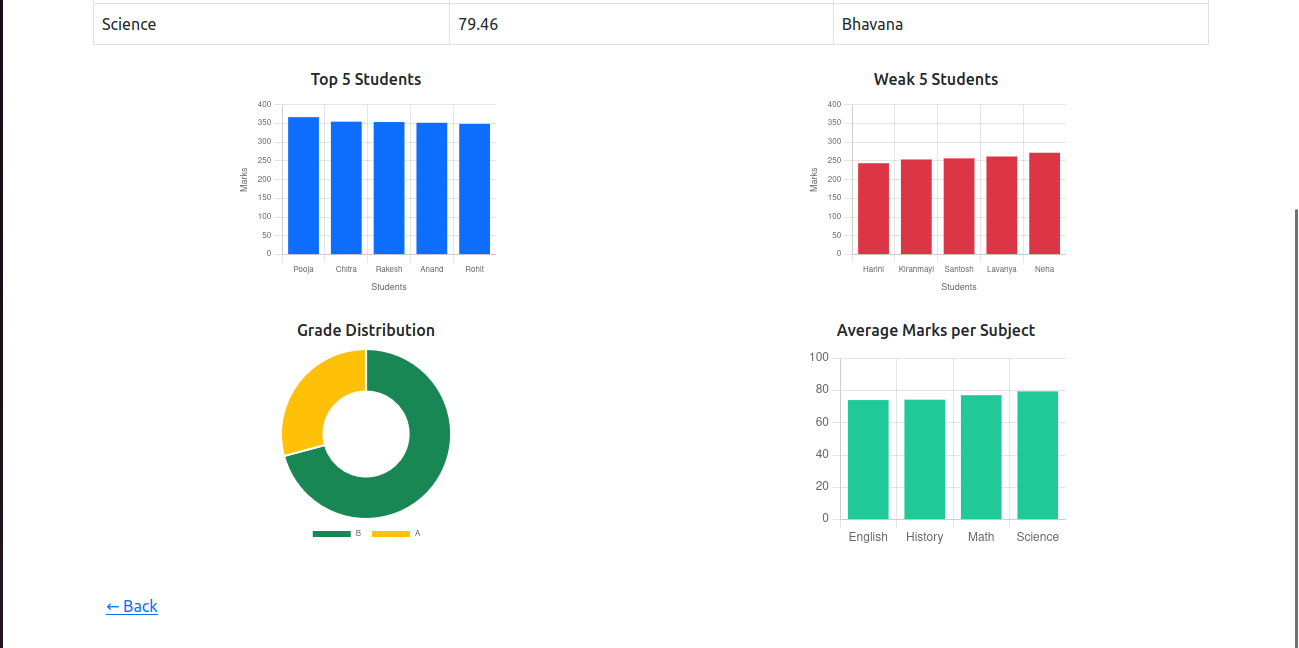 Science 79.46 Bhavana
Top 5 Students
400
350
300
250
200
150
100
50
0
Marks
Pooja Chitra Rakesh Anand Rohit
Students
Weak 5 Students
400
350
300
250
200
150
100
50
0
Marks
Harini Kiranmayi Santosh Lavanya Neha
Students
Grade Distribution
B A
Average Marks per Subject
100
80
60
40
20
0
English History Math Science
← Back